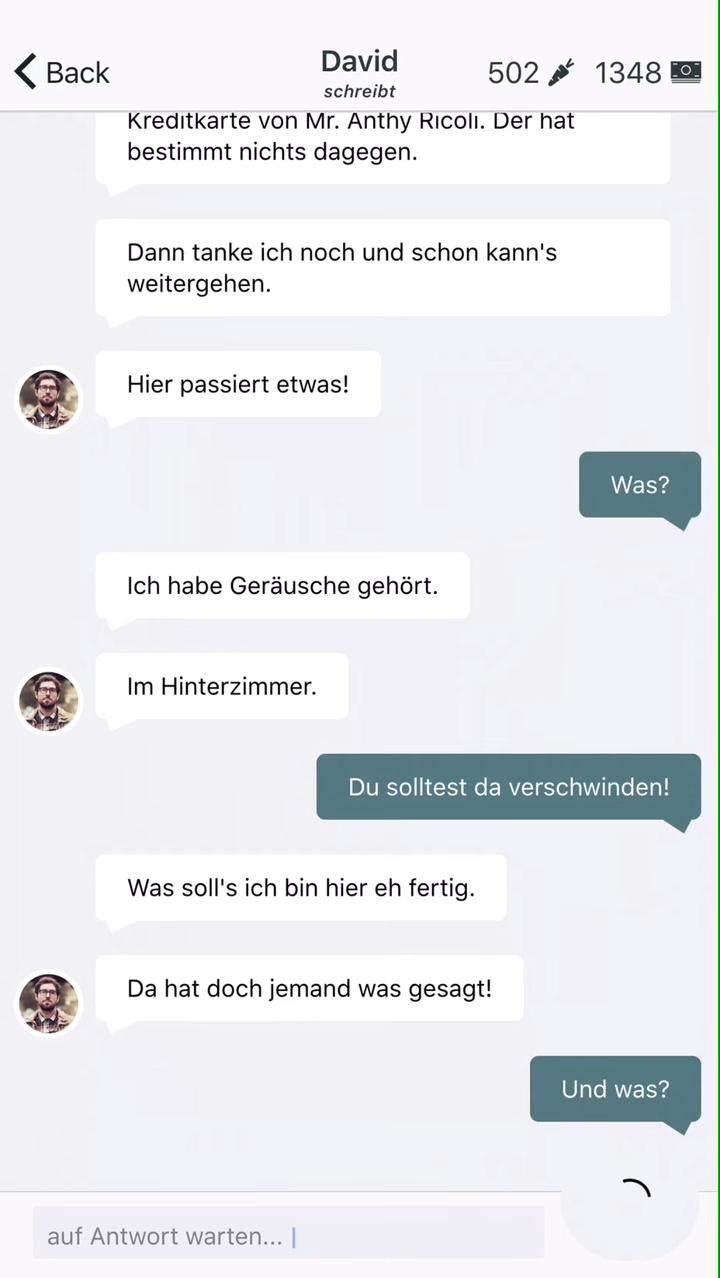 Back
David
schreibt
502
1348
Kreditkarte von Mr. Anthy Ricoli. Der hat
bestimmt nichts dagegen.
Dann tanke ich noch und schon kann's
weitergehen.
Hier passiert etwas!
Was?
Ich habe Geräusche gehört.
Im Hinterzimmer.
Du solltest da verschwinden!
Was soll's ich bin hier eh fertig.
Da hat doch jemand was gesagt!
Und was?
auf Antwort warten...